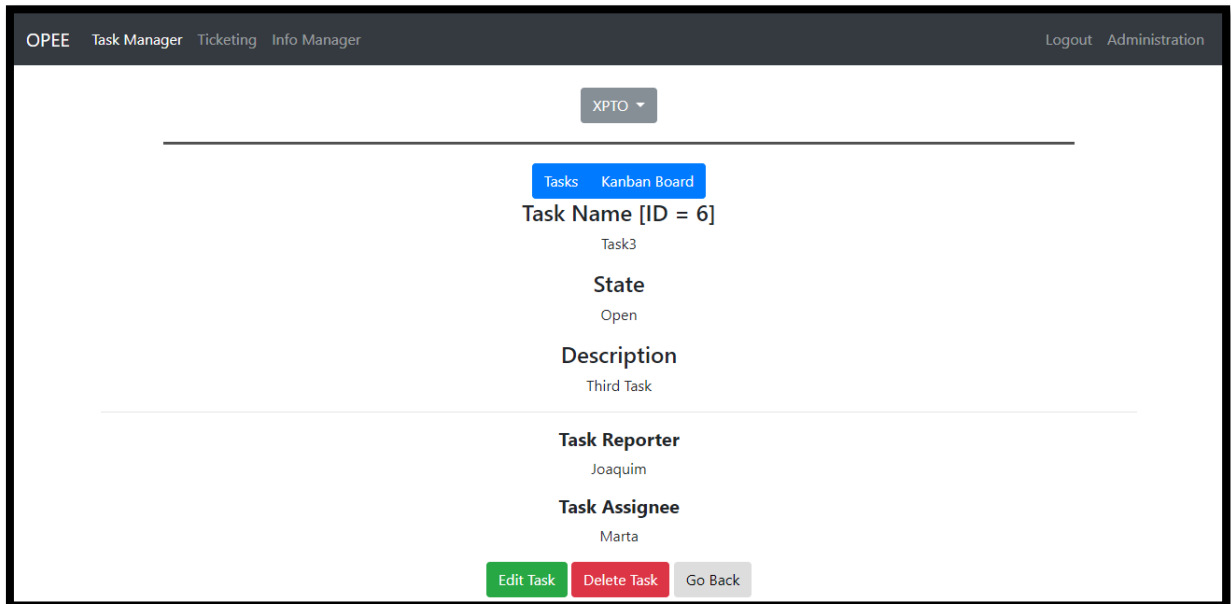 OPEE Task Manager Ticketing Info Manager Logout Administration
XPTO
Tasks Kanban Board
Task Name [ID = 6]
Task3
State
Open
Description
Third Task
Task Reporter
Joaquim
Task Assignee
Marta
Edit Task Delete Task Go Back